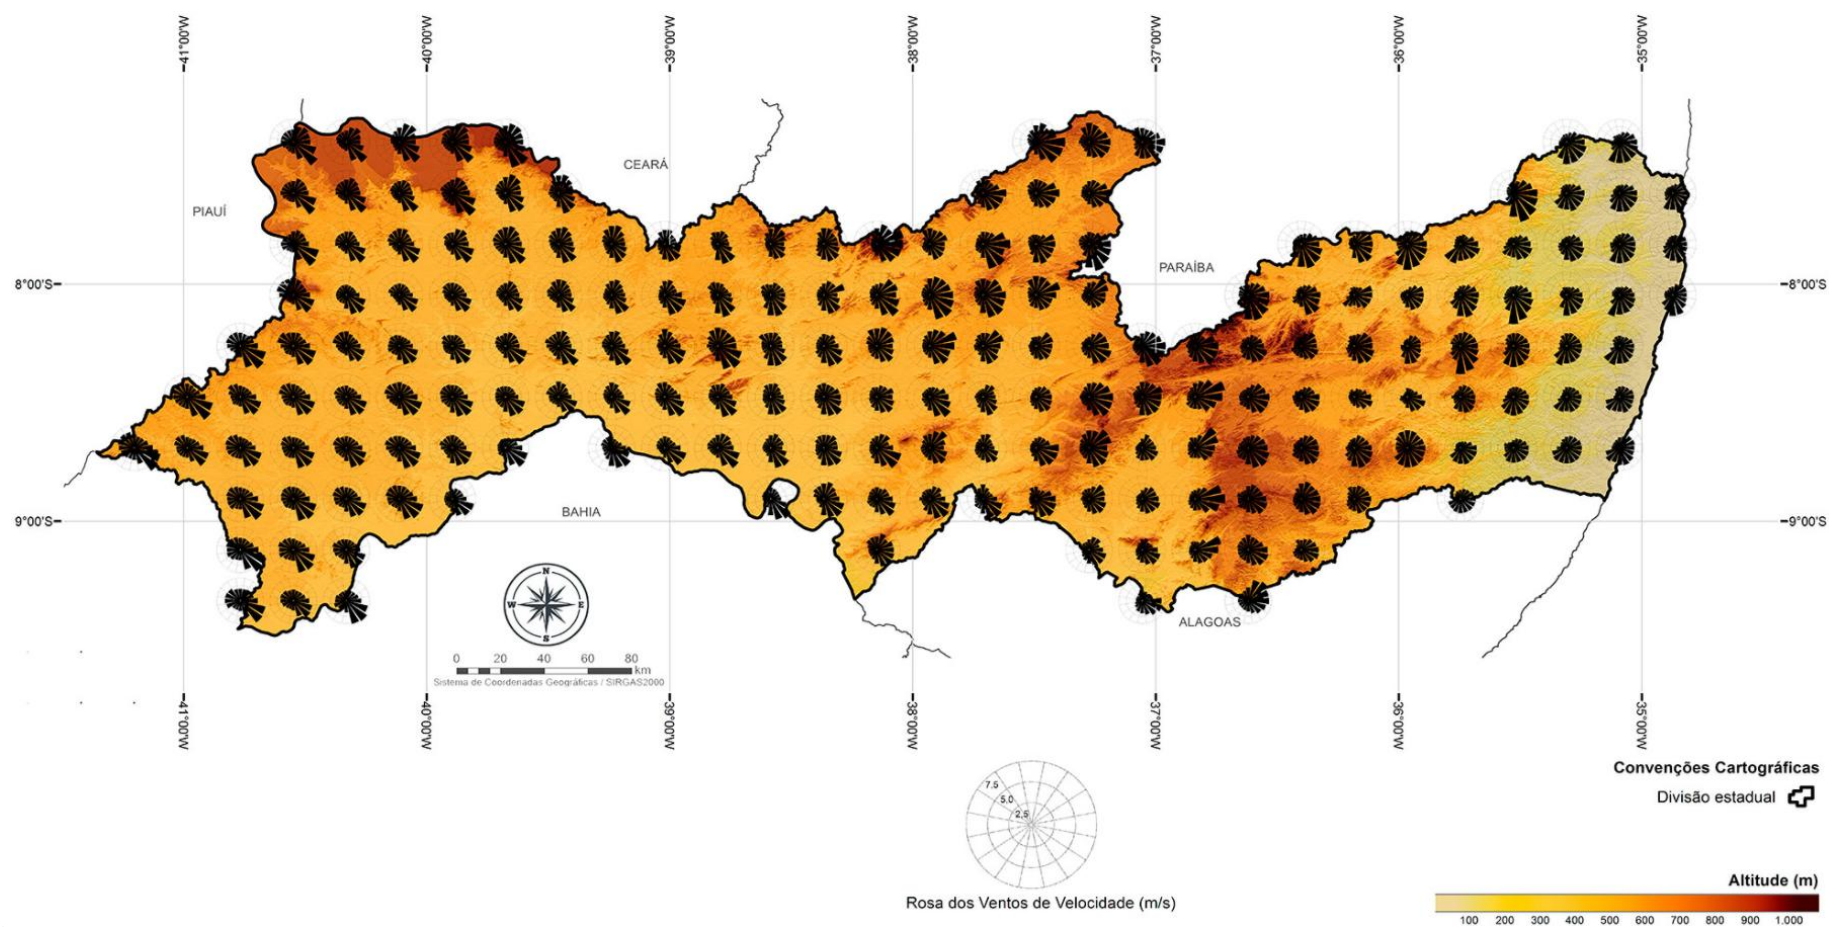 -41°00'W
-40°00'W
-39°00'W
-38°00'W
-37°00'W
-36°00'W
-35°00'W
CEARÁ
PIAUÍ
PARAÍBA
8°00'S
-8°00'S
BAHIA
9°00'S
-9°00'S
N
W
E
S
0 20 40 60 80
km
Sistema de Coordenadas Geográficas / SIRGAS2000
ALAGOAS
-41°00'W
-40°00'W
-39°00'W
-38°00'W
-37°00'W
-36°00'W
-35°00'W
7.5
5.0
2,5
Rosa dos Ventos de Velocidade (m/s)
Convenções Cartográficas
Divisão estadual
Altitude (m)
100 200 300 400 500 600 700 800 900 1.000